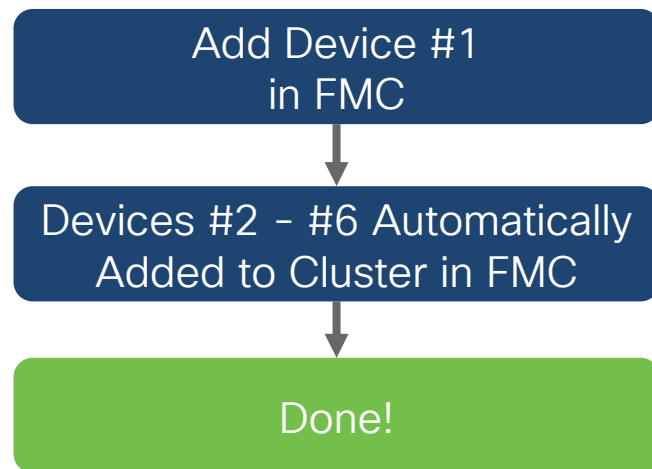 Add Device #1
in FMC
Devices #2 - #6 Automatically
Added to Cluster in FMC
Done!